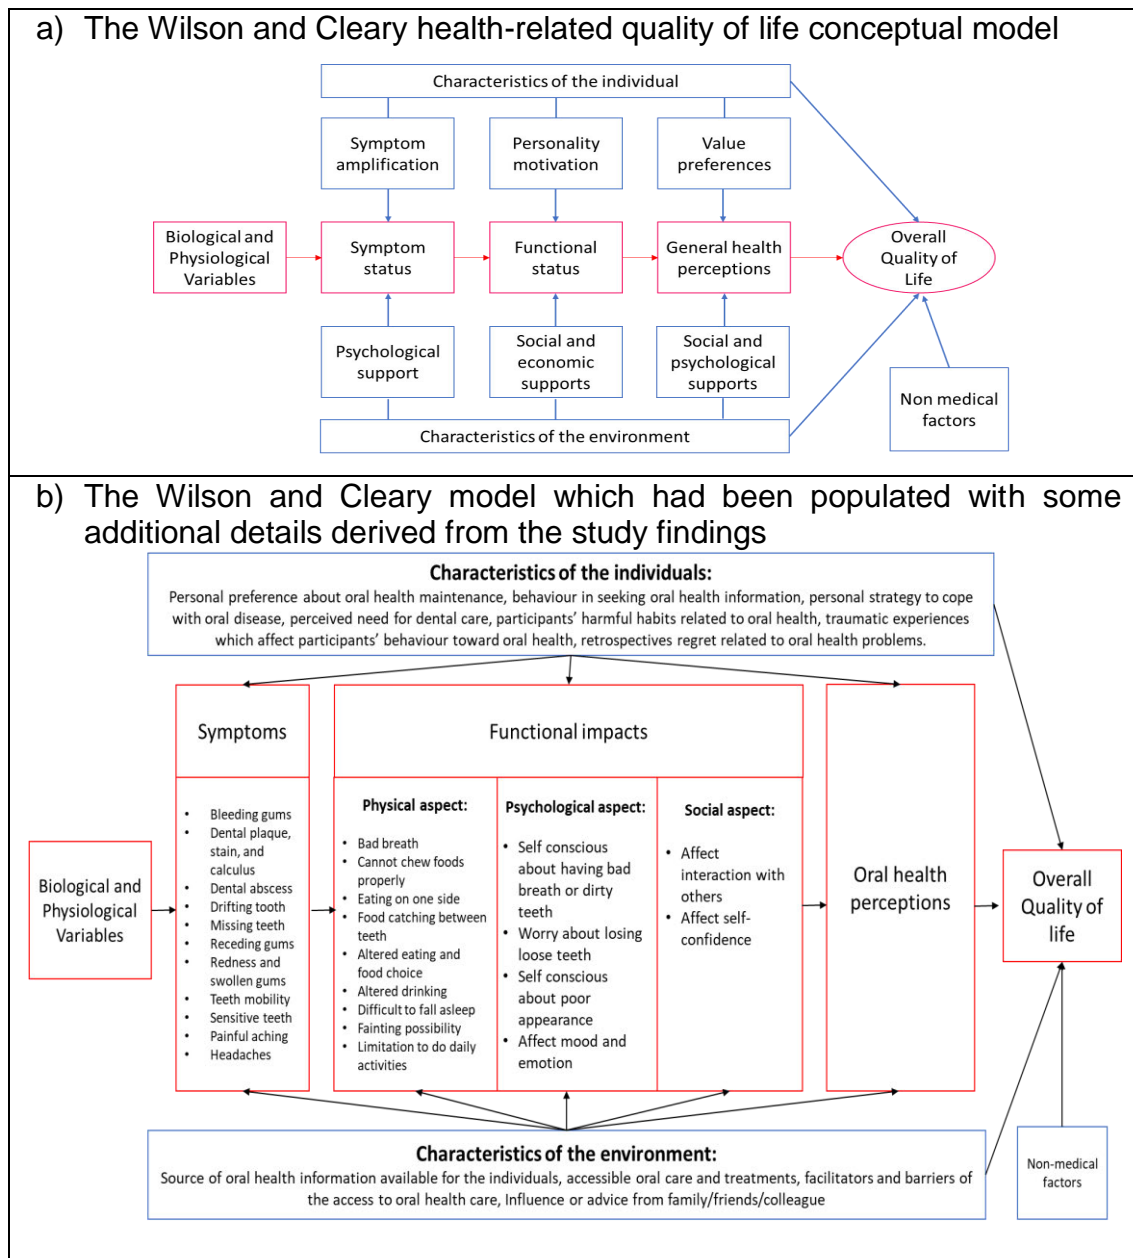 a) The Wilson and Cleary health-related quality of life conceptual model
Characteristics of the individual
Symptom
amplification
Personality
motivation
Value
preferences
Biological and
Physiological
Variables
Symptom
status
Functional
status
General health
perceptions
Overall
Quality of
Life
Psychological
support
Social and
economic
supports
Social and
psychological
supports
Non medical
factors
Characteristics of the environment
b) The Wilson and Cleary model which had been populated with some
additional details derived from the study findings
Characteristics of the individuals:
Personal preference about oral health maintenance, behaviour in seeking oral health information, personal strategy to cope
with oral disease, perceived need for dental care, participants' harmful habits related to oral health, traumatic experiences
which affect participants' behaviour toward oral health, retrospectives regret related to oral health problems.
Symptoms
Functional impacts
Biological and
Physiological
Variables
• Bleeding gums
• Dental plaque,
stain, and
calculus
• Dental abscess
• Drifting tooth
• Missing teeth
• Receding gums
• Redness and
swollen gums
• Teeth mobility
• Sensitive teeth
• Painful aching
• Headaches
Physical aspect:
• Bad breath
• Cannot chew foods
properly
• Eating on one side
• Food catching between
teeth
• Altered eating and
food choice
• Altered drinking
• Difficult to fall asleep
• Fainting possibility
• Limitation to do daily
activities
Psychological aspect:
• Self conscious
about having bad
breath or dirty
teeth
• Worry about losing
loose teeth
• Self conscious
about poor
appearance
• Affect mood and
emotion
Social aspect:
• Affect
interaction with
others
• Affect self-
confidence
Oral health
perceptions
Overall
Quality of
life
Characteristics of the environment:
Source of oral health information available for the individuals, accessible oral care and treatments, facilitators and barriers of
the access to oral health care, Influence or advice from family/friends/colleague
Non-medical
factors